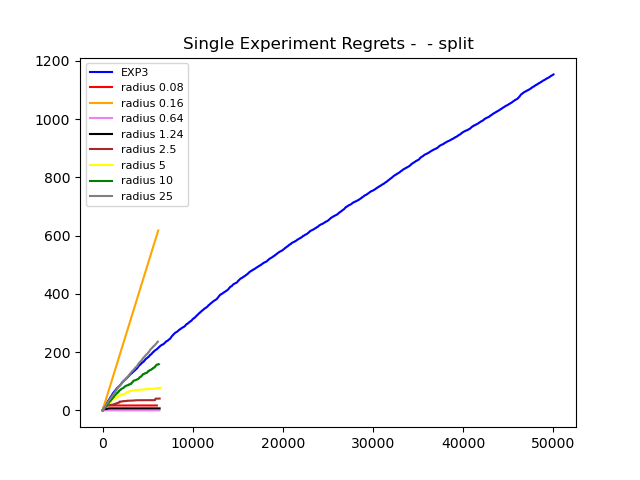 Single Experiment Regrets -  - split
1200
1000
800
600
400
200
0
EXP3
radius 0.08
radius 0.16
radius 0.64
radius 1.24
radius 2.5
radius 5
radius 10
radius 25
0 10000 20000 30000 40000 50000